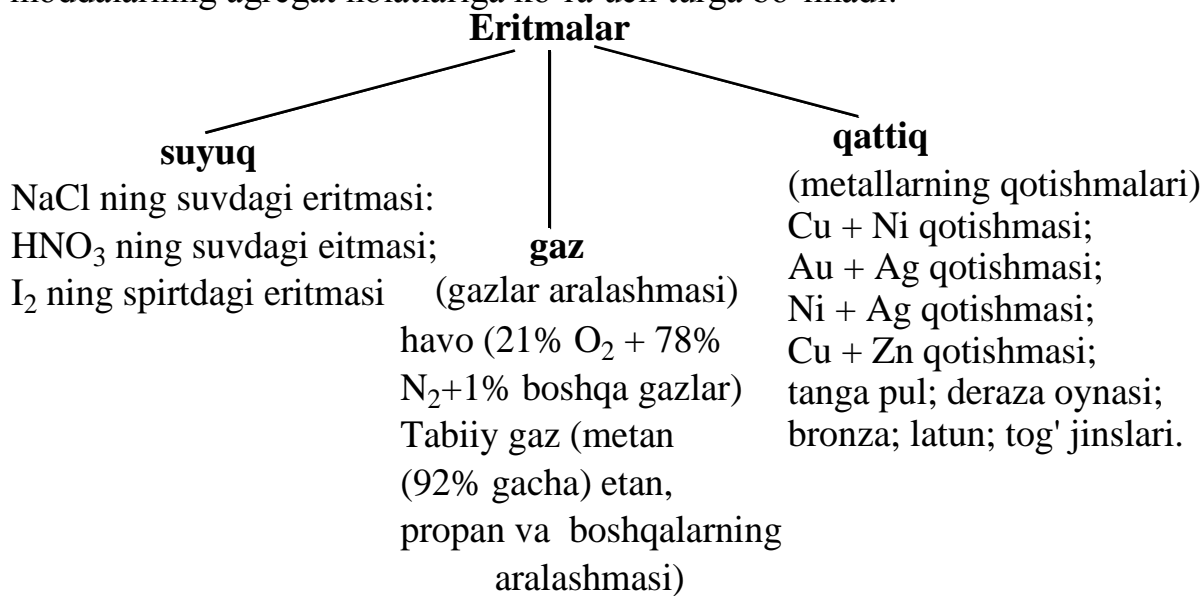 Eritmalar
suyuq
NaCl ning suvdagi eritmasi:
HNO₃ ning suvdagi eitmasi;
I₂ ning spirtdagi eritmasi
gaz
(gazlar aralashmasi)
havo (21% O₂ + 78%
N₂+1% boshqa gazlar)
Tabiiy gaz (metan
(92% gacha) etan,
propan va boshqalarning
aralashmasi)
qattiq
(metallarning qotishmalari)
Cu + Ni qotishmasi;
Au + Ag qotishmasi;
Ni + Ag qotishmasi;
Cu + Zn qotishmasi;
tanga pul; deraza oynasi;
bronza; latun; tog' jinslari.